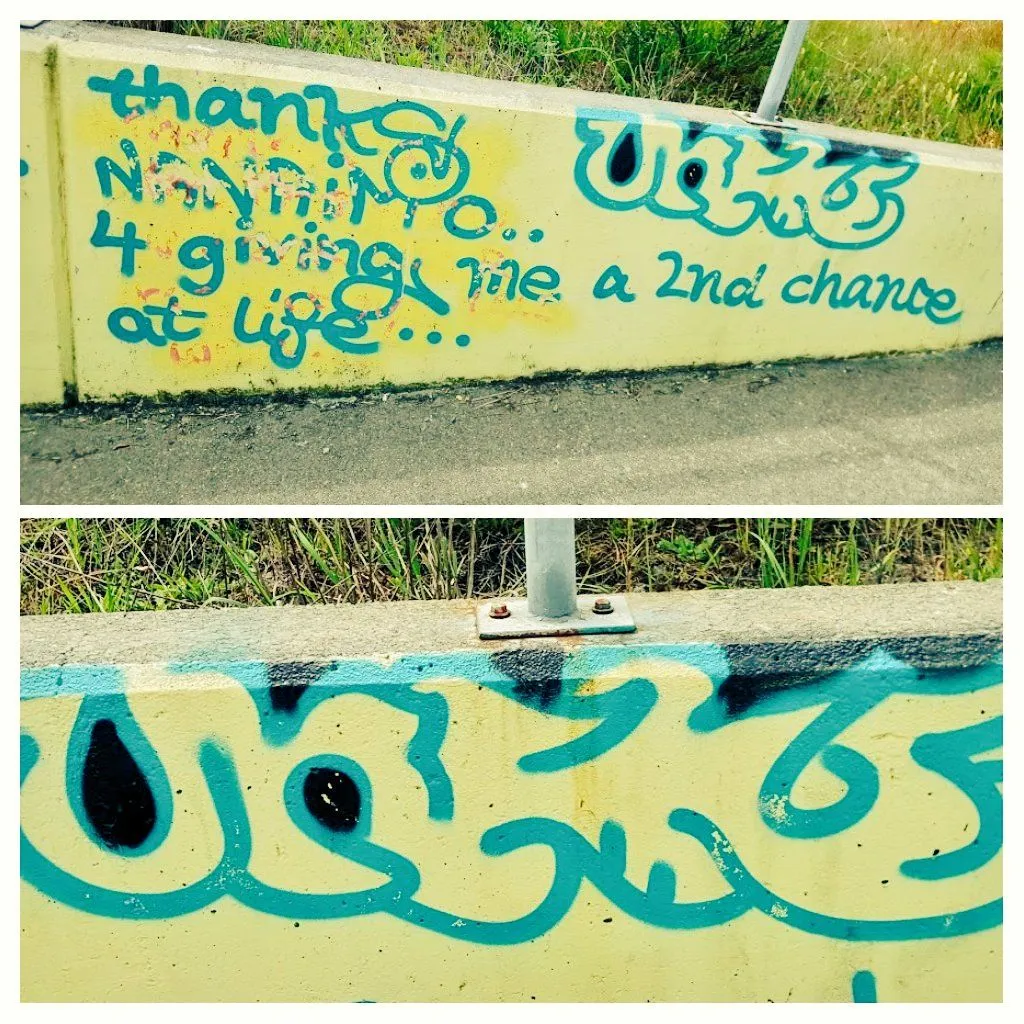 thanks
NANAiMO..
4 giving me a 2nd chance
at life...